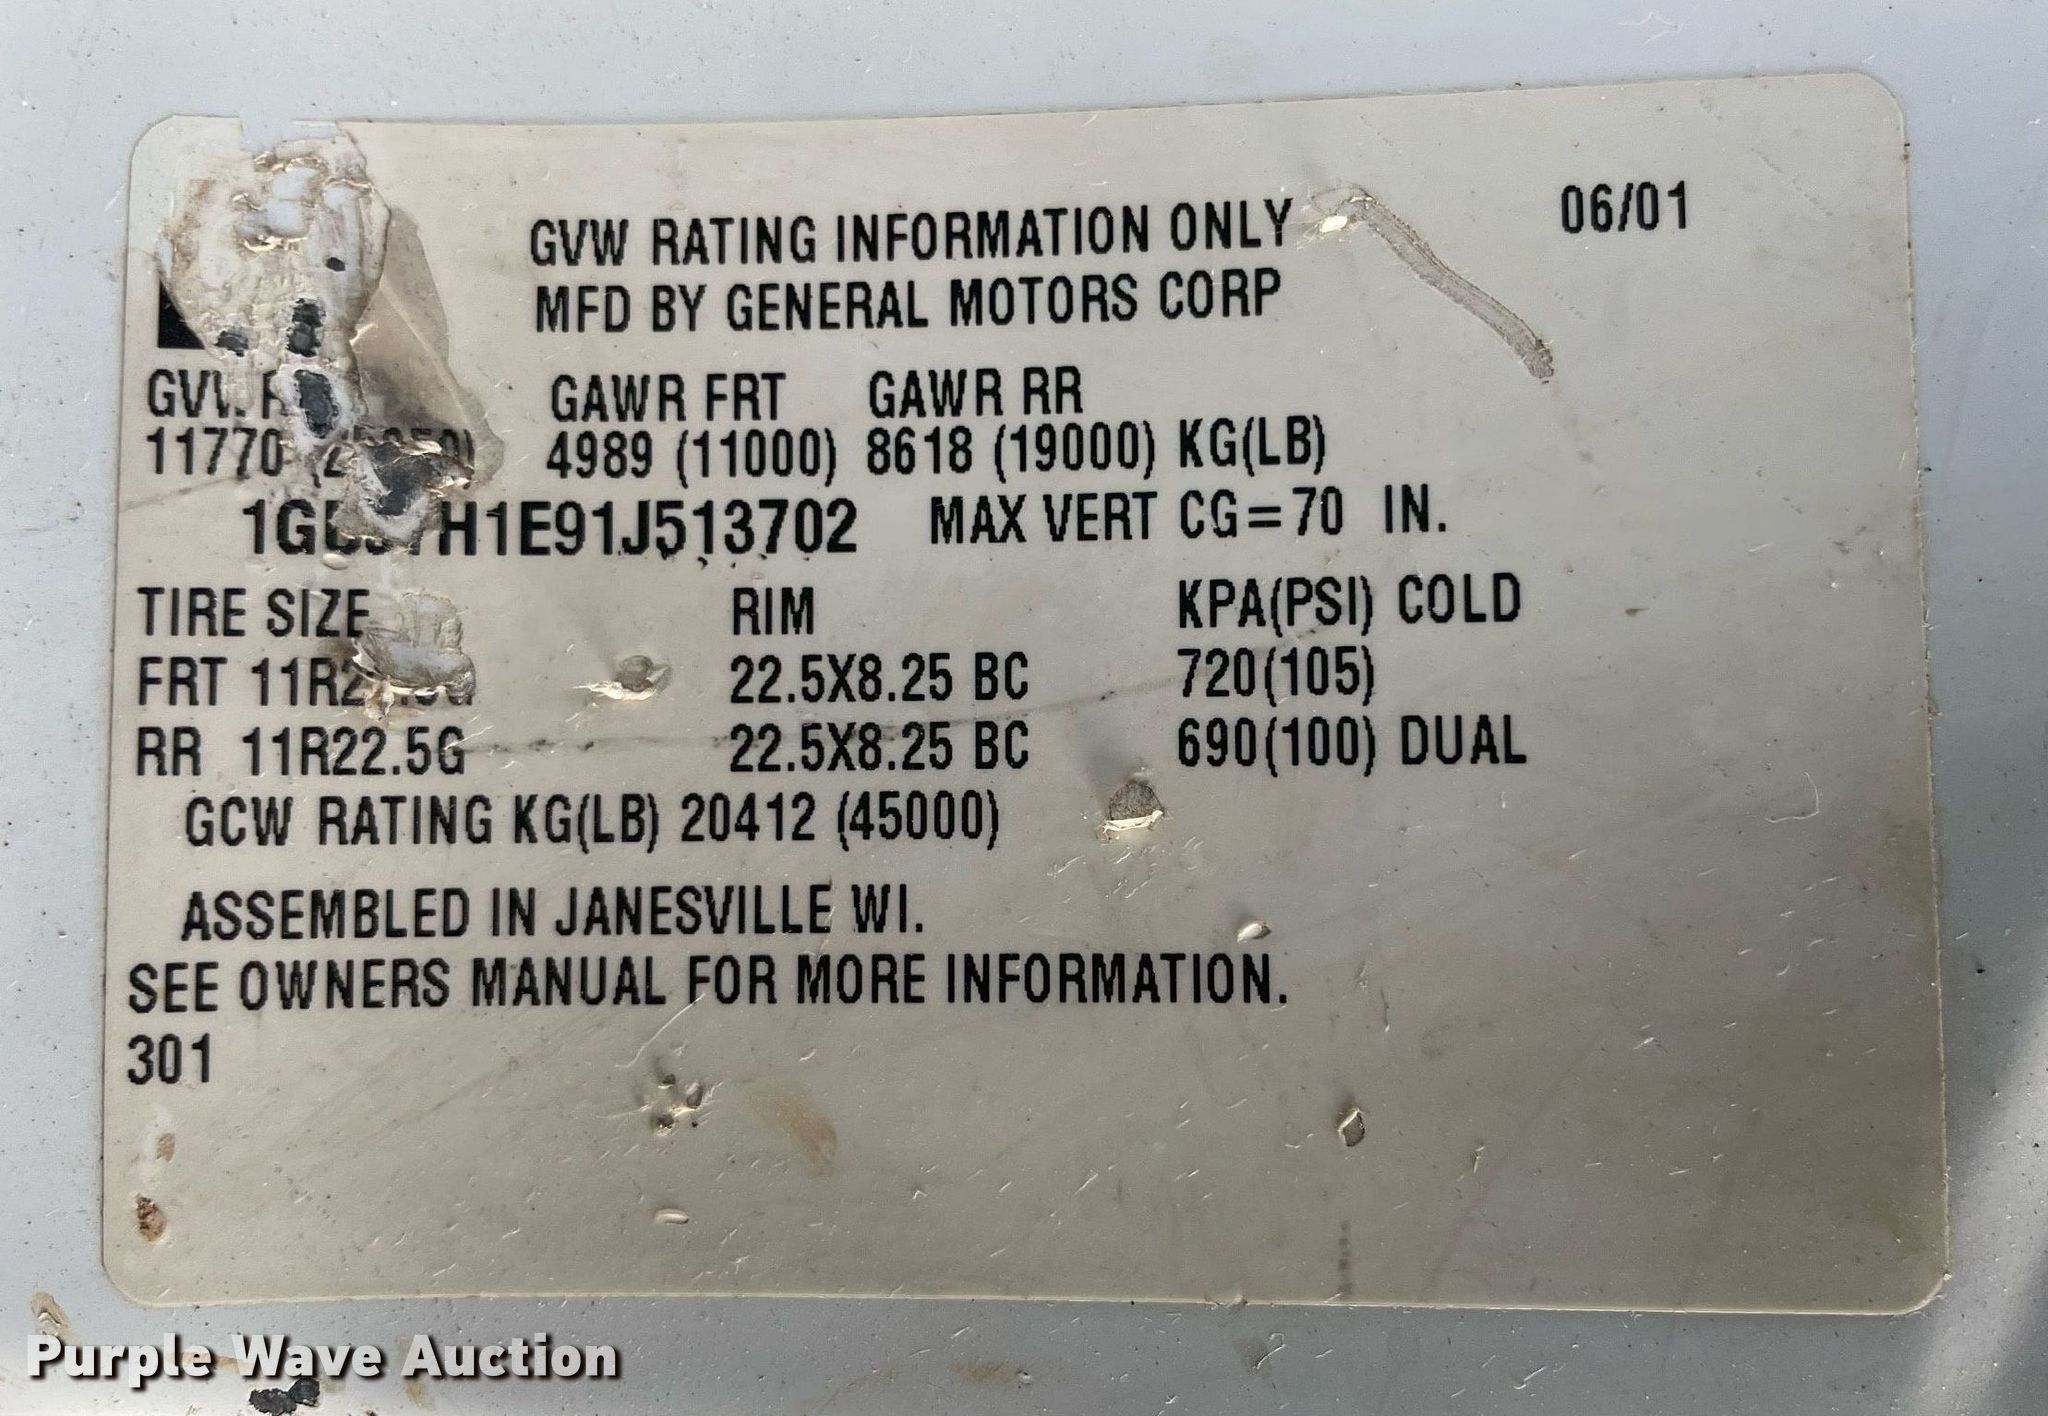 GVW RATING INFORMATION ONLY 06/01
MFD BY GENERAL MOTORS CORP
GAWR FRT GAWR RR
11770 4989 (11000) 8618 (19000) KG(LB)
MAX VERT CG=70 IN.
TIRE SIZE RIM KPA(PSI) COLD
FRT 22.5X8.25 BC 720(105)
RR 11R22.5G 22.5X8.25 BC 690(100) DUAL
GCW RATING KG(LB) 20412 (45000)
ASSEMBLED IN JANESVILLE WI.
SEE OWNERS MANUAL FOR MORE INFORMATION.
301
Purple Wave Auction